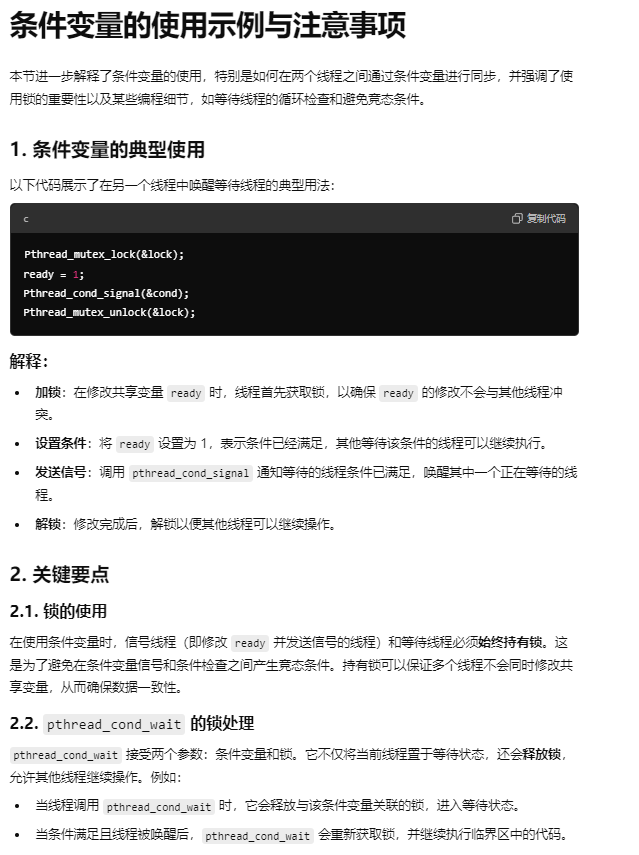 条件变量的使用示例与注意事项
本节进一步解释了条件变量的使用，特别是如何在两个线程之间通过条件变量进行同步，并强调了使
用锁的重要性以及某些编程细节，如等待线程的循环检查和避免竞态条件。
1. 条件变量的典型使用
以下代码展示了在另一个线程中唤醒等待线程的典型用法：
c 复制代码
Pthread_mutex_lock(&lock);
ready = 1;
Pthread_cond_signal(&cond);
Pthread_mutex_unlock(&lock);
解释：
• 加锁：在修改共享变量 ready 时，线程首先获取锁，以确保 ready 的修改不会与其他线程冲
突。
• 设置条件：将 ready 设置为 1，表示条件已经满足，其他等待该条件的线程可以继续执行。
• 发送信号：调用 pthread_cond_signal 通知等待的线程条件已满足，唤醒其中一个正在等待的线
程。
• 解锁：修改完成后，解锁以便其他线程可以继续操作。
2. 关键要点
2.1. 锁的使用
在使用条件变量时，信号线程（即修改 ready 并发送信号的线程）和等待线程必须始终持有锁。这
是为了避免在条件变量信号和条件检查之间产生竞态条件。持有锁可以保证多个线程不会同时修改共
享变量，从而确保数据一致性。
2.2. pthread_cond_wait 的锁处理
pthread_cond_wait 接受两个参数：条件变量和锁。它不仅将当前线程置于等待状态，还会释放锁，
允许其他线程继续操作。例如：
• 当线程调用 pthread_cond_wait 时，它会释放与该条件变量关联的锁，进入等待状态。
• 当条件满足且线程被唤醒后，pthread_cond_wait 会重新获取锁，并继续执行临界区中的代码。